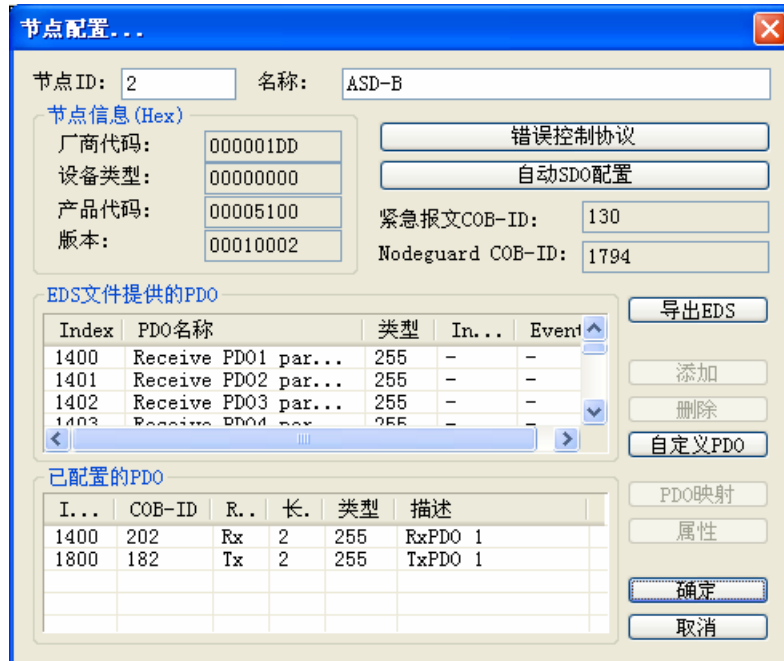 节点配置...
节点ID: 2 名称: ASD-B
节点信息(Hex)
厂商代码: 000001DD
设备类型: 00000000
产品代码: 00005100
版本: 00010002
错误控制协议
自动SDO配置
紧急报文COB-ID: 130
Nodeguard COB-ID: 1794
EDS文件提供的PDO
Index PDO名称 类型 In... Event
1400 Receive PDO1 par... 255 - -
1401 Receive PDO2 par... 255 - -
1402 Receive PDO3 par... 255 - -
1403 Receive PDO4 par... 255 - -
导出EDS
添加
删除
自定义PDO
已配置的PDO
I... COB-ID R.. 长. 类型 描述
1400 202 Rx 2 255 RxPDO 1
1800 182 Tx 2 255 TxPDO 1
PDO映射
属性
确定
取消